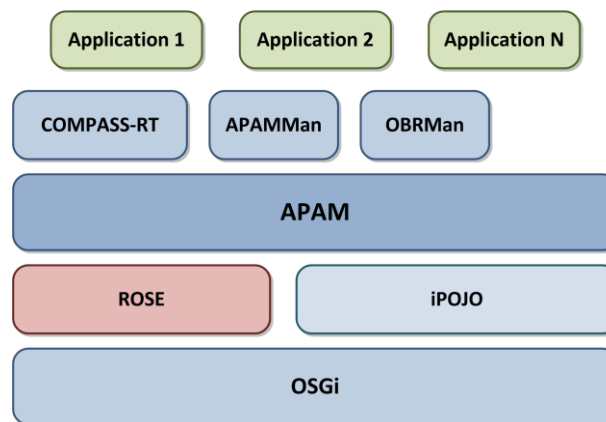 Application 1
Application 2
Application N
COMPASS-RT
APAMMan
OBRMan
APAM
ROSE
iPOJO
OSGi